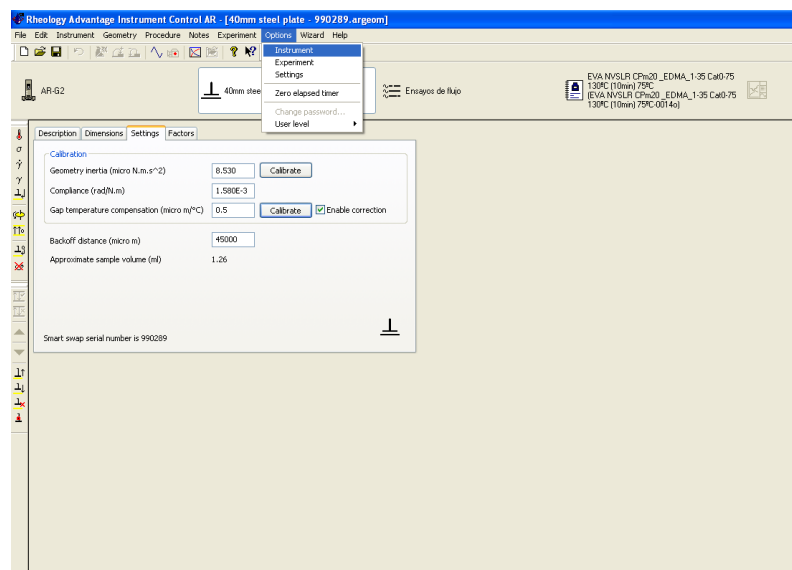 Rheology Advantage Instrument Control AR - [40mm steel plate - 990289.argeom]
File Edit Instrument Geometry Procedure Notes Experiment Options Wizard Help
Instrument
Experiment
Settings
Zero elapsed timer
Change password...
User level
AR-G2
40mm stee
Ensayos de flujo
EVA NVSLR CPm20 _EDMA_1-35 Cat0-75
130ºC (10min) 75ºC
(EVA NVSLR CPm20 _EDMA_1-35 Cat0-75
130ºC (10min) 75ºC-0014o)
Description Dimensions Settings Factors
Calibration
Geometry inertia (micro N.m.s^2) 8.530 Calibrate
Compliance (rad/N.m) 1.580E-3
Gap temperature compensation (micro m/°C) 0.5 Calibrate Enable correction
Backoff distance (micro m) 45000
Approximate sample volume (ml) 1.26
Smart swap serial number is 990289